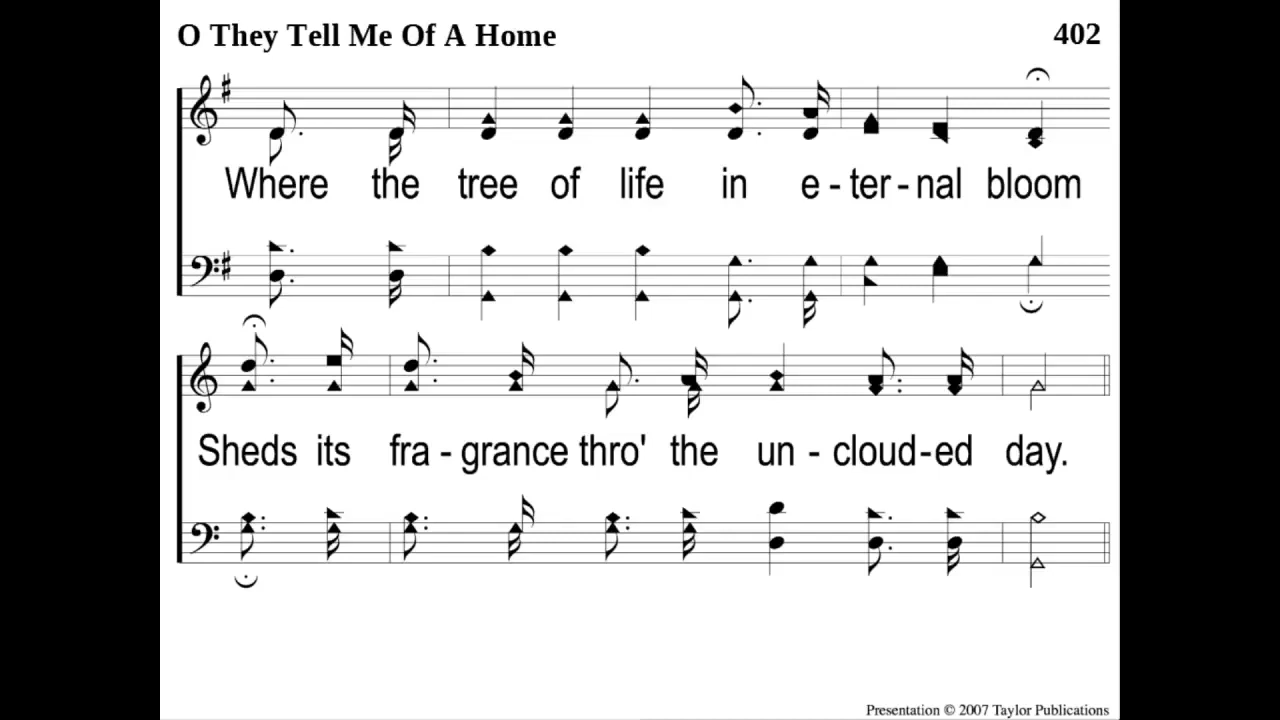 O They Tell Me Of A Home 402
Where the tree of life in e - ter - nal bloom
Sheds its fra - grance thro' the un - cloud-ed day.
Presentation © 2007 Taylor Publications